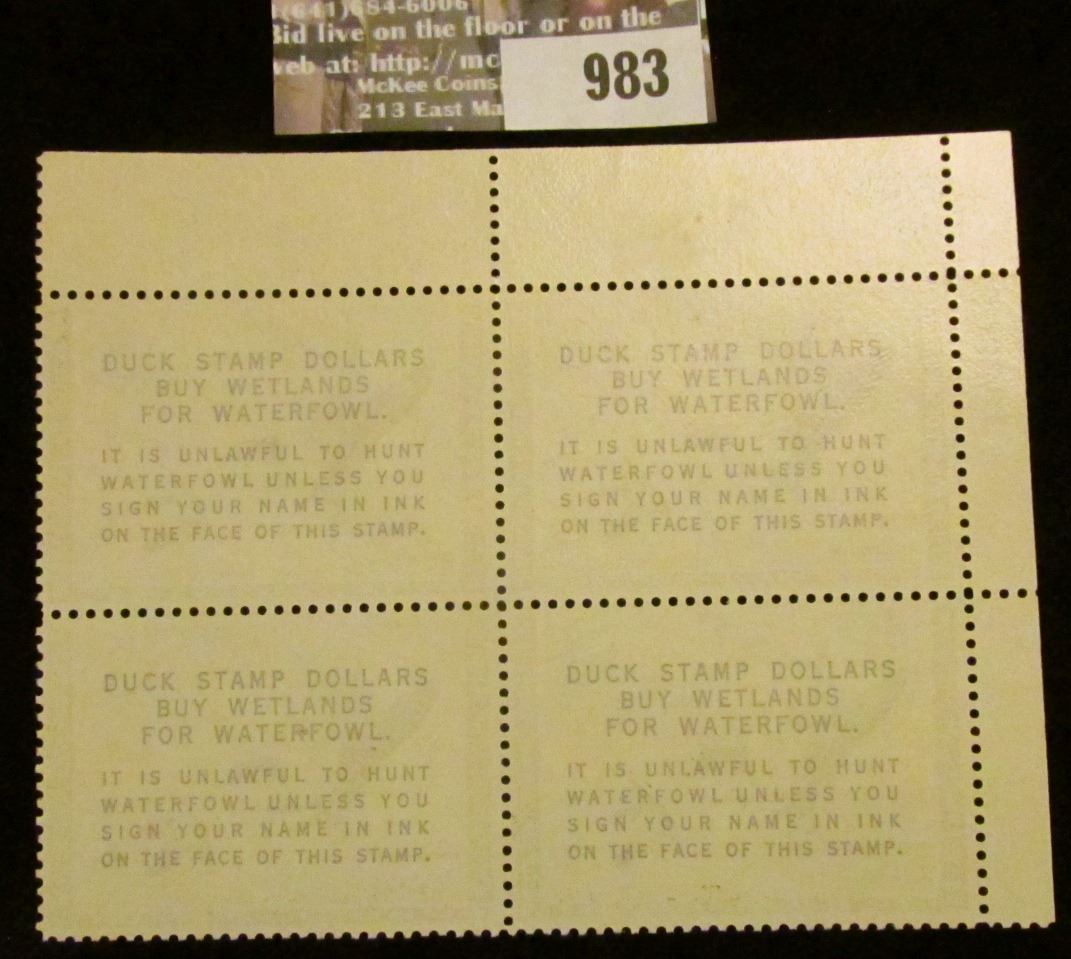 (641)684-6006
Bid live on the floor or on the
web at: http://mc
McKee Coins
213 East Ma
983
DUCK STAMP DOLLARS
BUY WETLANDS
FOR WATERFOWL.
IT IS UNLAWFUL TO HUNT
WATERFOWL UNLESS YOU
SIGN YOUR NAME IN INK
ON THE FACE OF THIS STAMP.
DUCK STAMP DOLLARS
BUY WETLANDS
FOR WATERFOWL.
IT IS UNLAWFUL TO HUNT
WATERFOWL UNLESS YOU
SIGN YOUR NAME IN INK
ON THE FACE OF THIS STAMP.
DUCK STAMP DOLLARS
BUY WETLANDS
FOR WATERFOWL.
IT IS UNLAWFUL TO HUNT
WATERFOWL UNLESS YOU
SIGN YOUR NAME IN INK
ON THE FACE OF THIS STAMP.
DUCK STAMP DOLLARS
BUY WETLANDS
FOR WATERFOWL.
IT IS UNLAWFUL TO HUNT
WATERFOWL UNLESS YOU
SIGN YOUR NAME IN INK
ON THE FACE OF THIS STAMP.